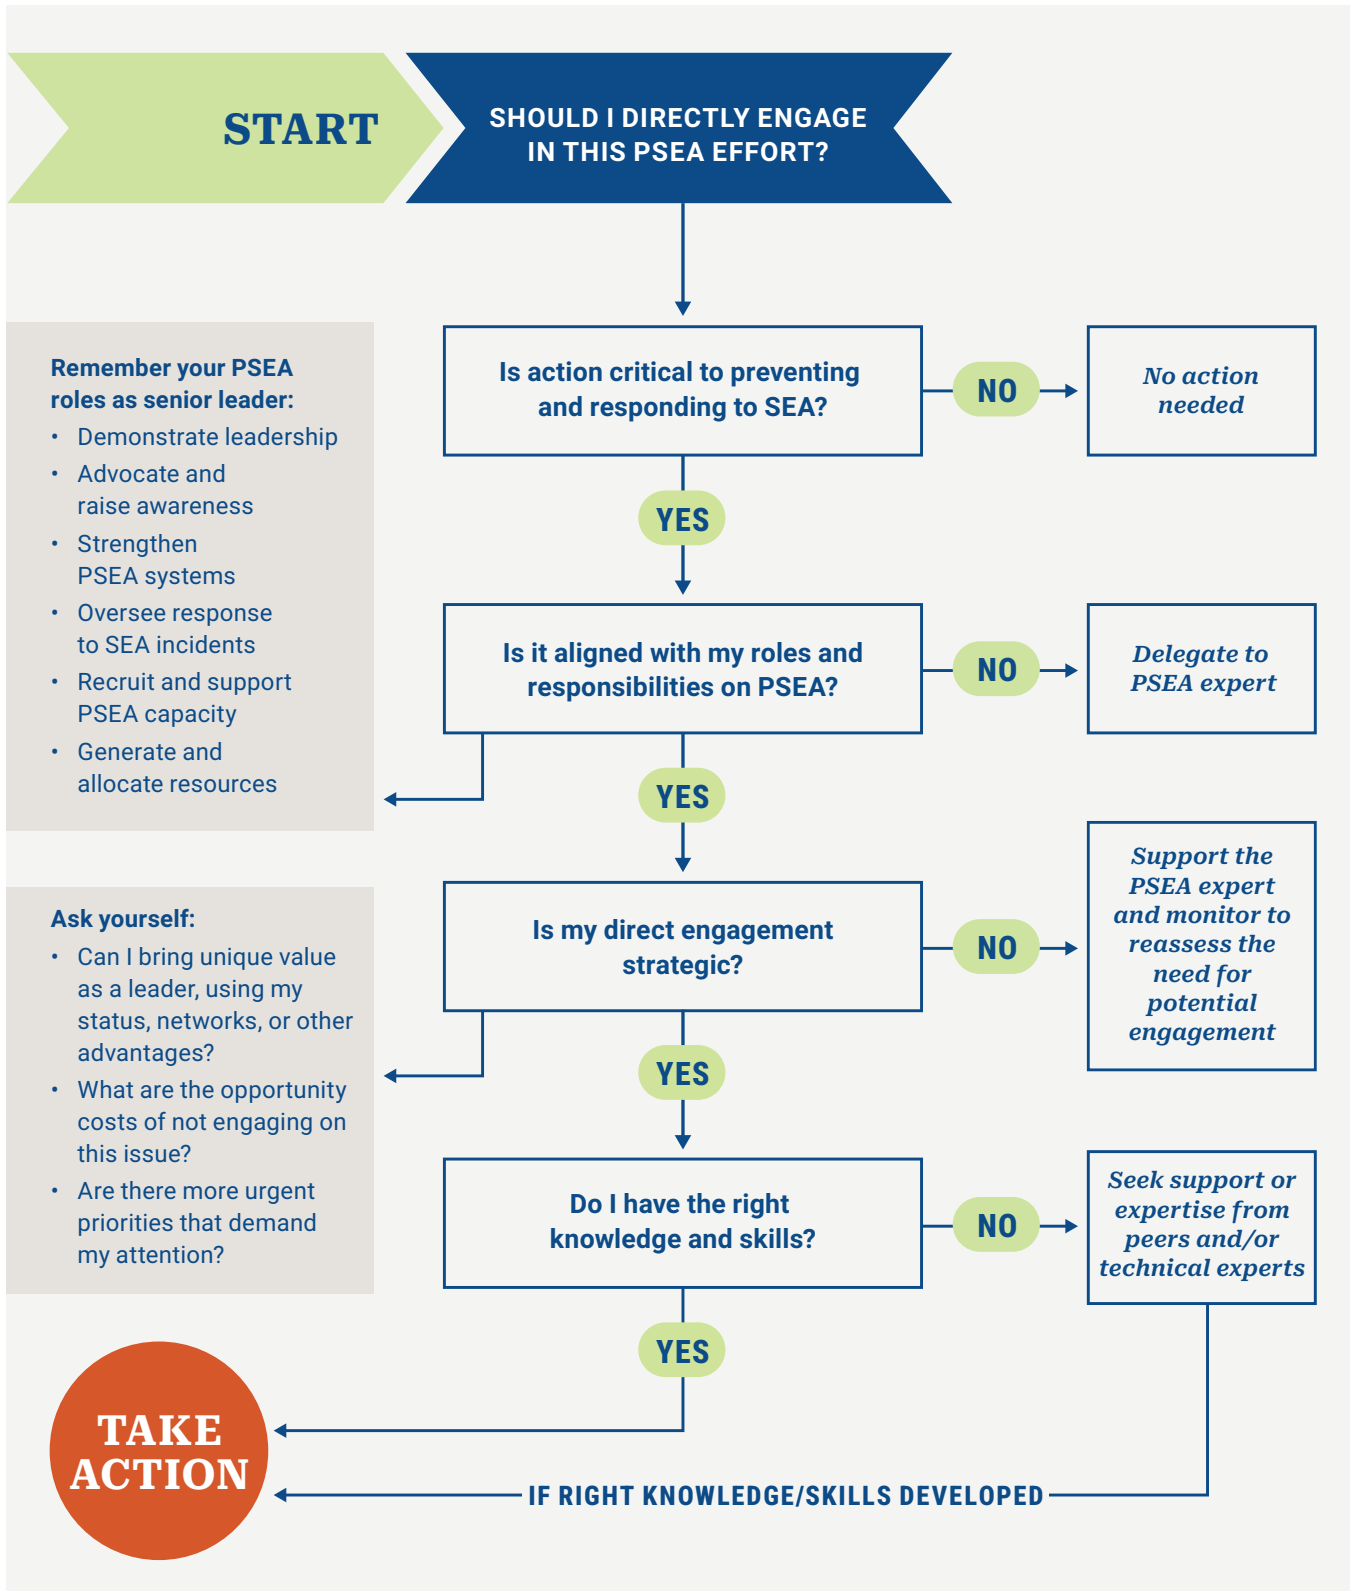 START
SHOULD I DIRECTLY ENGAGE
IN THIS PSEA EFFORT?
Is action critical to preventing
and responding to SEA?
NO
No action
needed
YES
Remember your PSEA
roles as senior leader:
• Demonstrate leadership
• Advocate and
raise awareness
• Strengthen
PSEA systems
• Oversee response
to SEA incidents
• Recruit and support
PSEA capacity
• Generate and
allocate resources
Is it aligned with my roles and
responsibilities on PSEA?
NO
Delegate to
PSEA expert
YES
Ask yourself:
• Can I bring unique value
as a leader, using my
status, networks, or other
advantages?
• What are the opportunity
costs of not engaging on
this issue?
• Are there more urgent
priorities that demand
my attention?
Is my direct engagement
strategic?
NO
Support the
PSEA expert
and monitor to
reassess the
need for
potential
engagement
YES
Do I have the right
knowledge and skills?
NO
Seek support or
expertise from
peers and/or
technical experts
YES
TAKE
ACTION
IF RIGHT KNOWLEDGE/SKILLS DEVELOPED